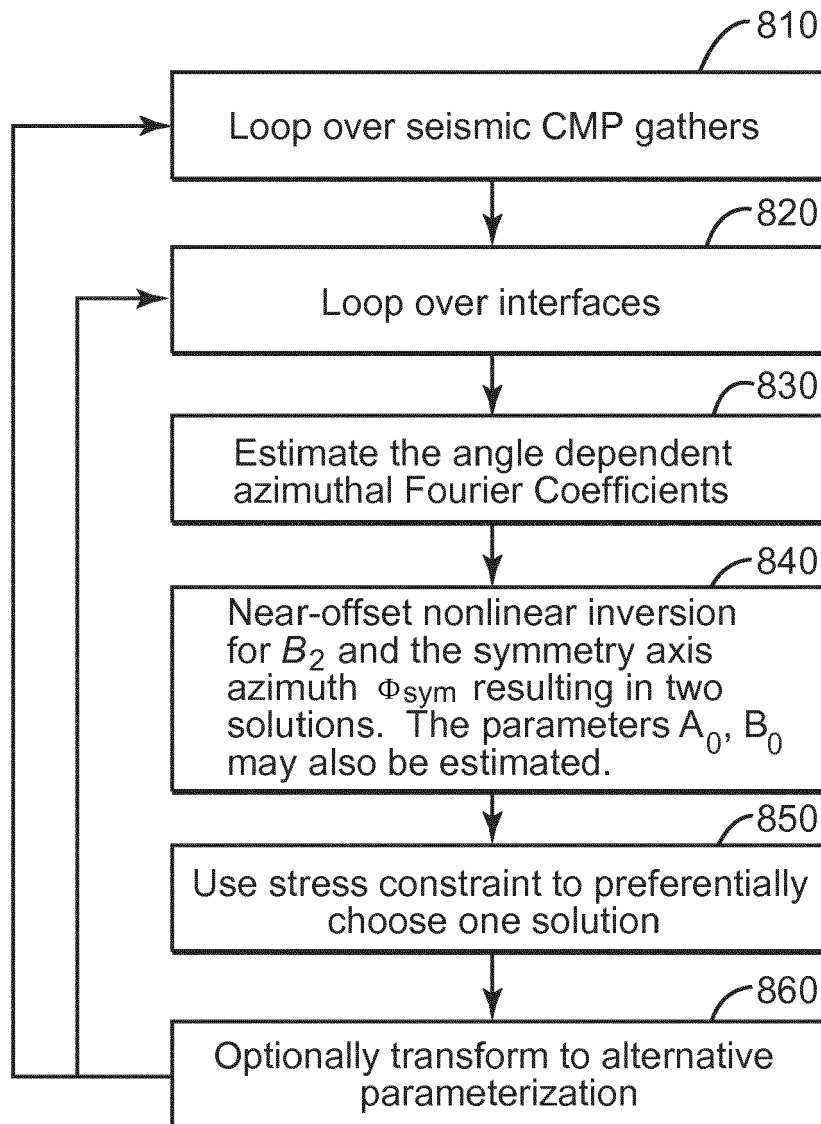 810
Loop over seismic CMP gathers
820
Loop over interfaces
830
Estimate the angle dependent
azimuthal Fourier Coefficients
840
Near-offset nonlinear inversion
for B₂ and the symmetry axis
azimuth Φsym resulting in two
solutions. The parameters A₀, B₀
may also be estimated.
850
Use stress constraint to preferentially
choose one solution
860
Optionally transform to alternative
parameterization